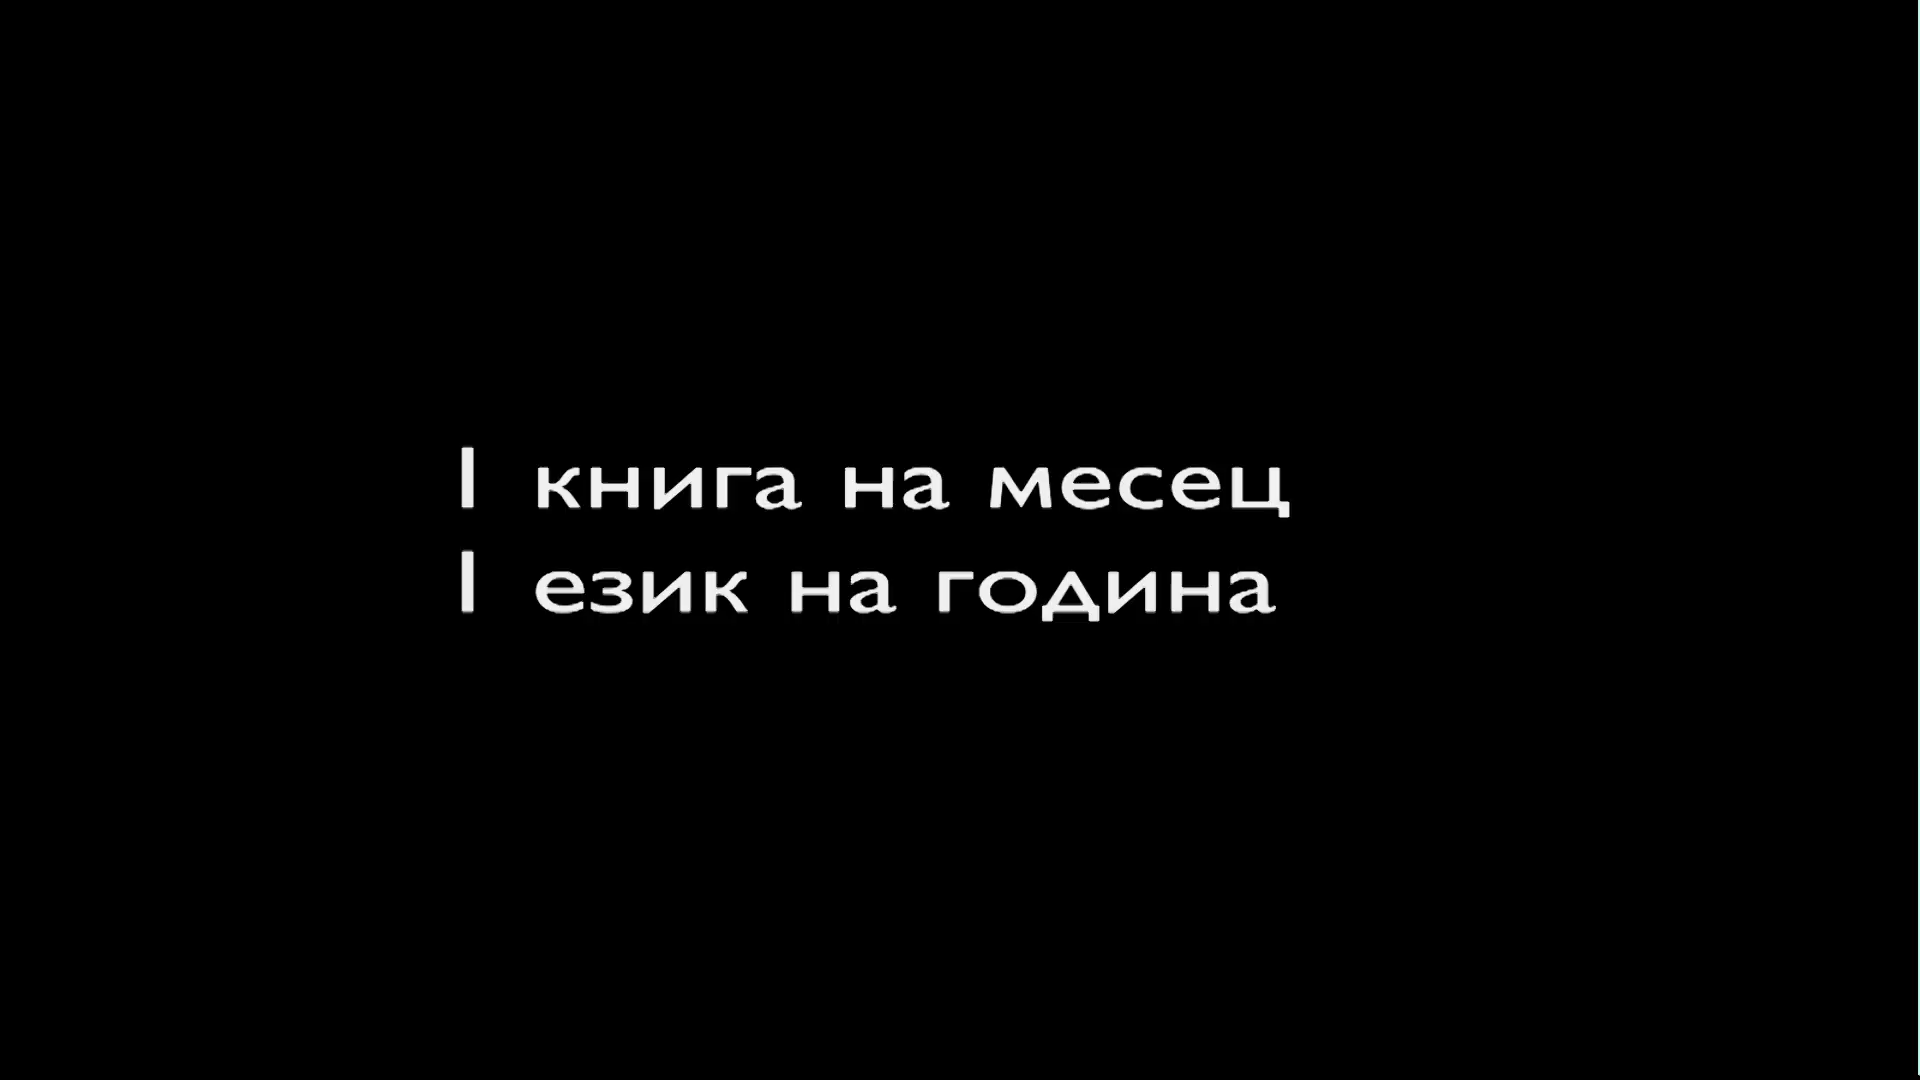 1 книга на месец
1 език на година